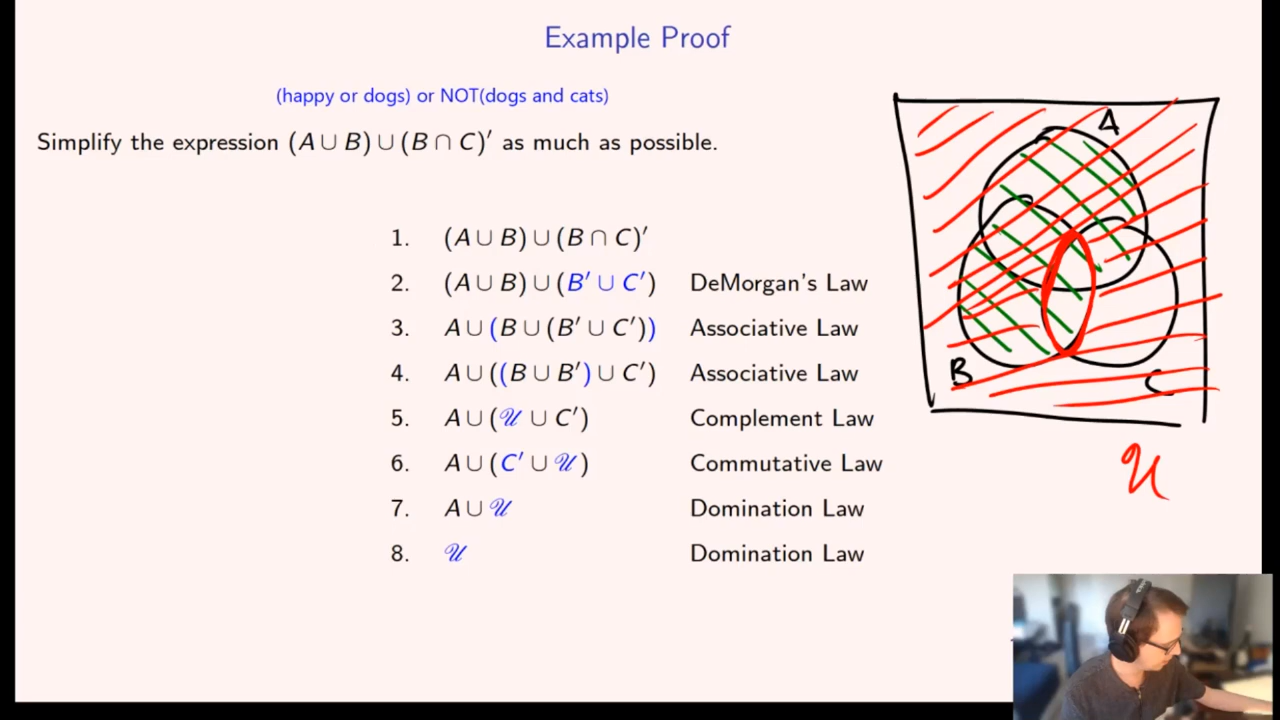 Example Proof
(happy or dogs) or NOT(dogs and cats)
Simplify the expression (A ∪ B) ∪ (B ∩ C)′ as much as possible.
1. (A ∪ B) ∪ (B ∩ C)′
2. (A ∪ B) ∪ (B′ ∪ C′) DeMorgan's Law
3. A ∪ (B ∪ (B′ ∪ C′)) Associative Law
4. A ∪ ((B ∪ B′) ∪ C′) Associative Law
5. A ∪ (𝒰 ∪ C′) Complement Law
6. A ∪ (C′ ∪ 𝒰) Commutative Law
7. A ∪ 𝒰 Domination Law
8. 𝒰 Domination Law
A
B
C
𝒰